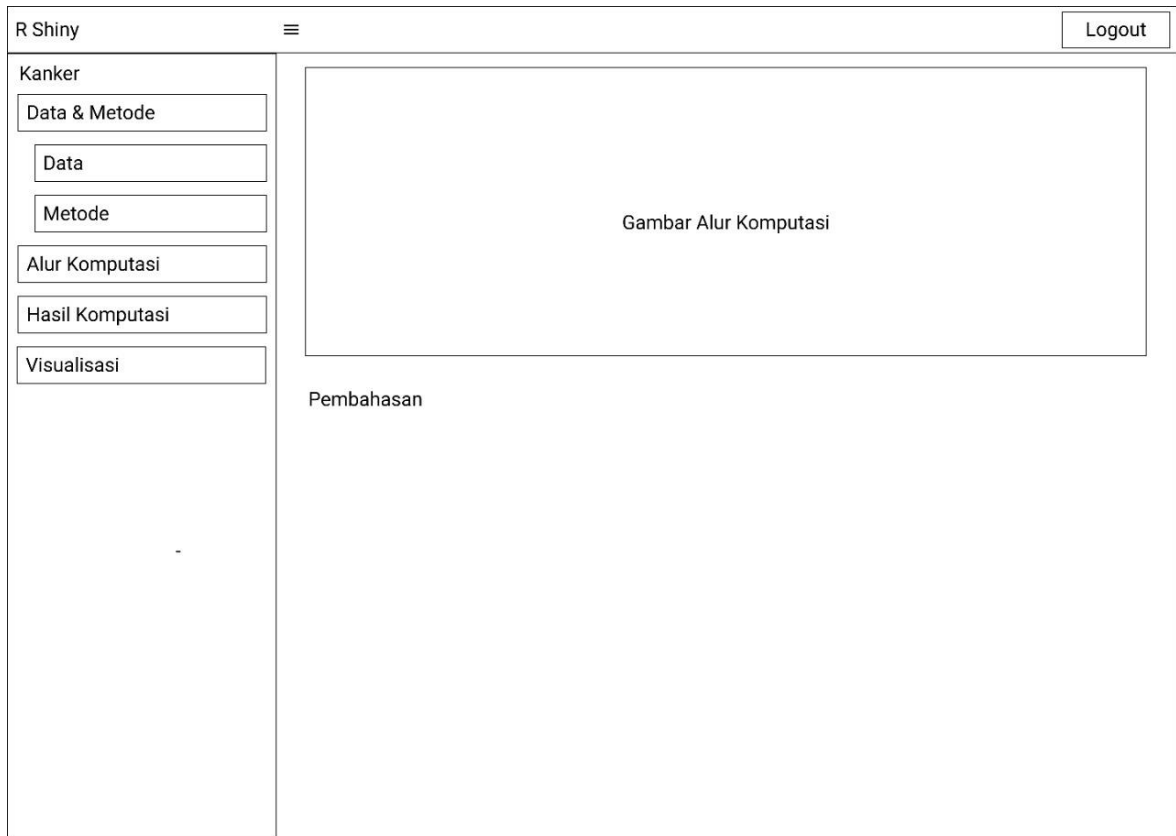 R Shiny
Logout
Kanker
Data & Metode
Data
Metode
Alur Komputasi
Hasil Komputasi
Visualisasi
Gambar Alur Komputasi
Pembahasan
-